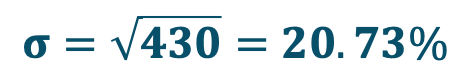 σ = √430 = 20.73%